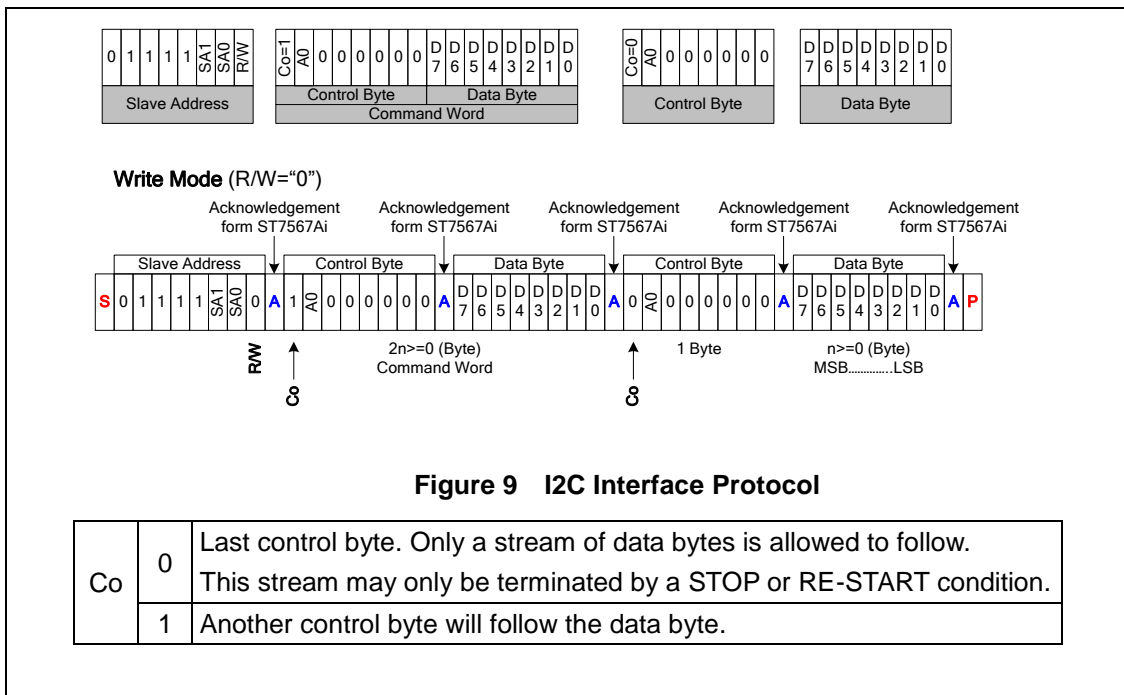 0 1 1 1 1 SA1 SA0 R/W
Co=1 A0 0 0 0 0 0 0 D7 D6 D5 D4 D3 D2 D1 D0
Co=0 A0 0 0 0 0 0 0
D7 D6 D5 D4 D3 D2 D1 D0
Slave Address
Control Byte Data Byte
Command Word
Control Byte
Data Byte
Write Mode (R/W=“0”)
Acknowledgement form ST7567Ai
Acknowledgement form ST7567Ai
Acknowledgement form ST7567Ai
Acknowledgement form ST7567Ai
Acknowledgement form ST7567Ai
Slave Address Control Byte Data Byte Control Byte Data Byte
S 0 1 1 1 1 SA1 SA0 0 A 1 A0 0 0 0 0 0 0 A D7 D6 D5 D4 D3 D2 D1 D0 A 0 A0 0 0 0 0 0 0 A D7 D6 D5 D4 D3 D2 D1 D0 A P
R/W
Co
2n>=0 (Byte)
Command Word
Co
1 Byte
n>=0 (Byte)
MSB..............LSB
Figure 9 I2C Interface Protocol
Co
0
Last control byte. Only a stream of data bytes is allowed to follow.
This stream may only be terminated by a STOP or RE-START condition.
1
Another control byte will follow the data byte.